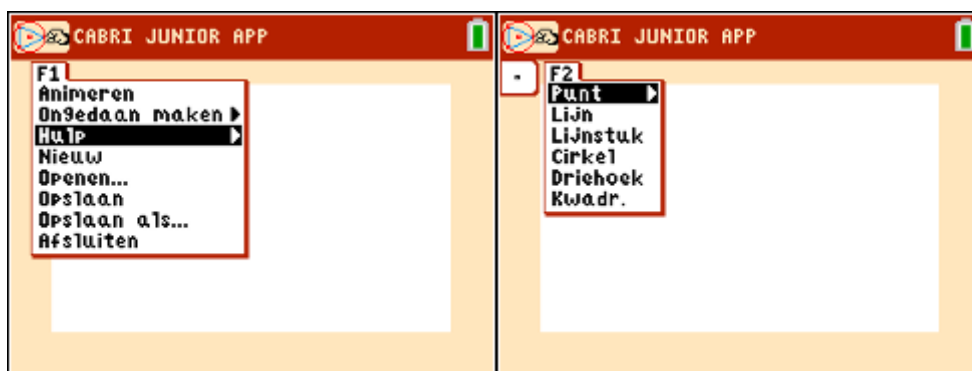 CABRI JUNIOR APP
F1
Animeren
Ongedaan maken
Hulp
Nieuw
Openen...
Opslaan
Opslaan als...
Afsluiten
CABRI JUNIOR APP
F2
Punt
Lijn
Lijnstuk
Cirkel
Driehoek
Kwadr.